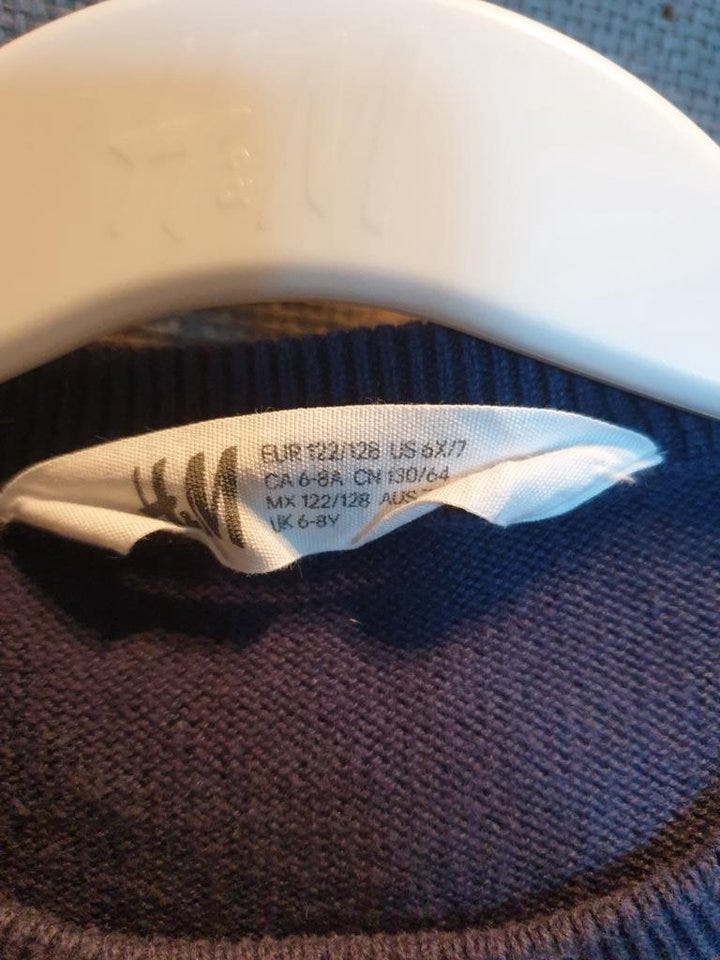 H&M
H&M
EUR 122/128 US 6X/7
CA 6-8A CN 130/64
MX 122/128 AUS
UK 6-8Y